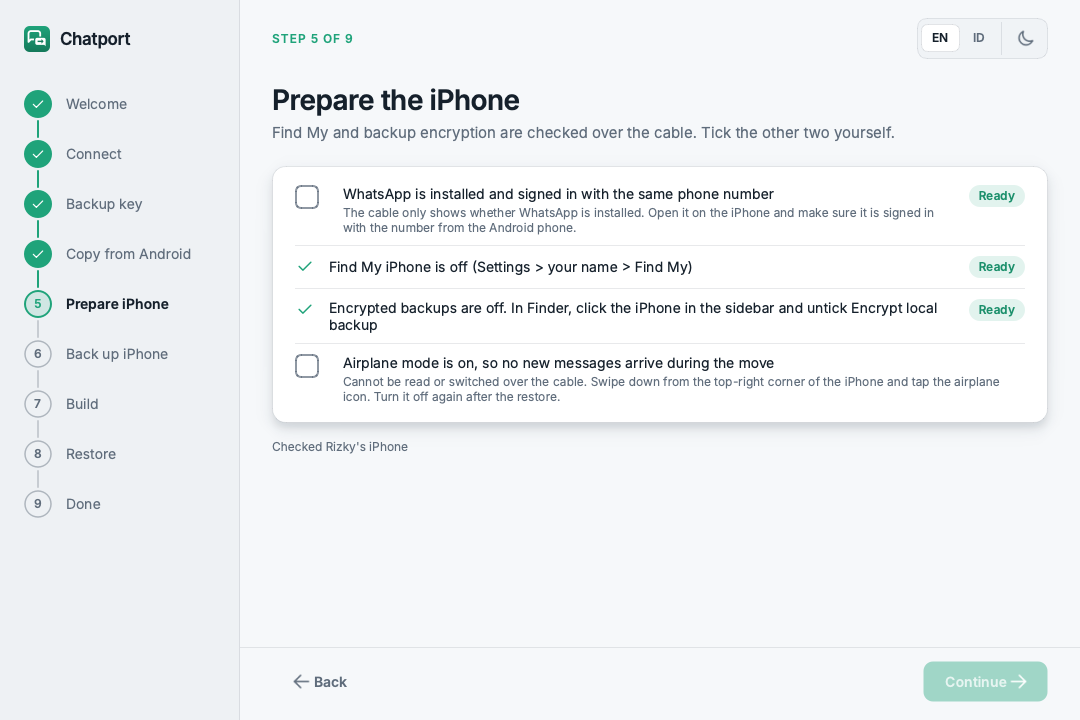 Chatport
Welcome
Connect
Backup key
Copy from Android
5 Prepare iPhone
6 Back up iPhone
7 Build
8 Restore
9 Done
STEP 5 OF 9
EN ID
Prepare the iPhone
Find My and backup encryption are checked over the cable. Tick the other two yourself.
WhatsApp is installed and signed in with the same phone number Ready
The cable only shows whether WhatsApp is installed. Open it on the iPhone and make sure it is signed in
with the number from the Android phone.
Find My iPhone is off (Settings > your name > Find My) Ready
Encrypted backups are off. In Finder, click the iPhone in the sidebar and untick Encrypt local Ready
backup
Airplane mode is on, so no new messages arrive during the move
Cannot be read or switched over the cable. Swipe down from the top-right corner of the iPhone and tap the airplane
icon. Turn it off again after the restore.
Checked Rizky's iPhone
Back
Continue